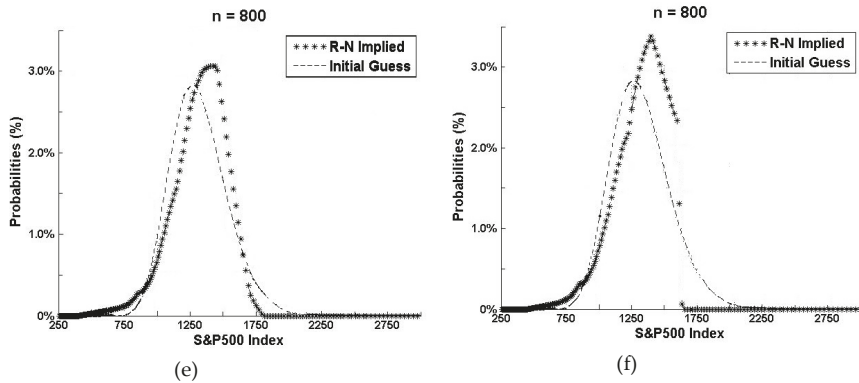 n = 800
R-N Implied
Initial Guess
Probabilities (%)
3.0%
2.0%
1.0%
0%
250 750 1250 1750 2250 2750
S&P500 Index
(e)
n = 800
R-N Implied
Initial Guess
Probabilities (%)
3.0%
2.0%
1.0%
0%
250 750 1250 1750 2250 2750
S&P500 Index
(f)